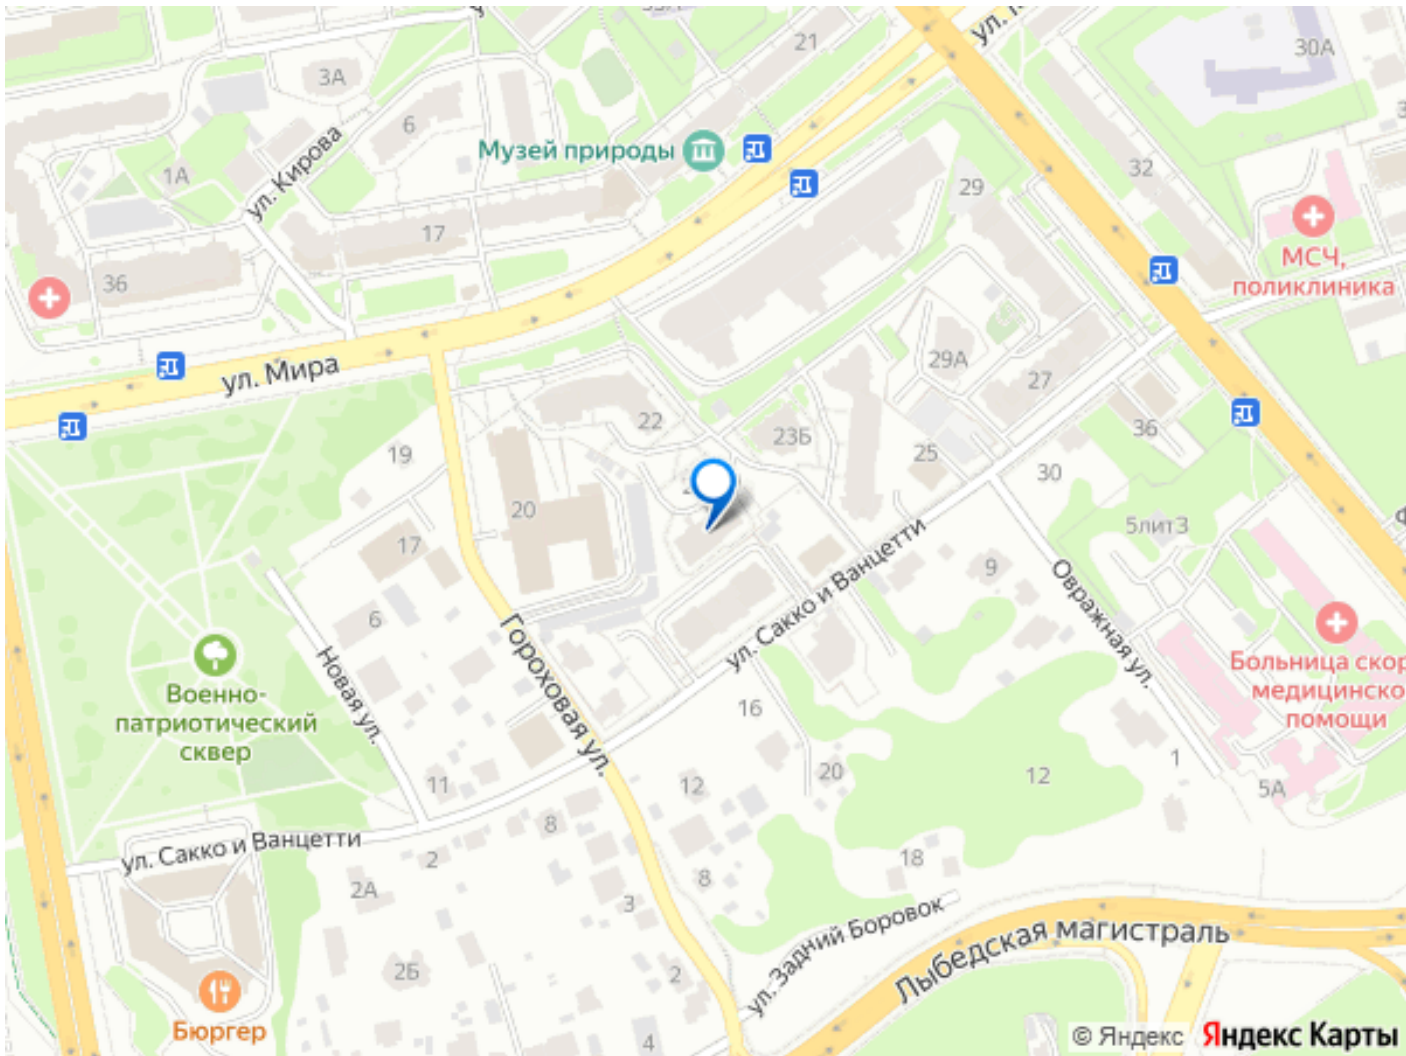 21
30А
3А
6
ул. Кирова
Музей природы
32
1А
29
17
МСЧ,
поликлиника
36
ул. Мира
29А
27
22
23Б
36
19
25
30
20
5лит3
17
ул. Сакко и Ванцетти
9
Овражная ул.
6
Гороховая ул.
Новая ул.
Больница скор
медицинско
помощи
Военно-
патриотический
сквер
16
11
12
20
12
1
5А
8
ул. Сакко и Ванцетти
2
18
2А
8
3
ул. Задний Боровок
Лыбедская магистраль
2Б
2
Бюргер
4
© Яндекс
Яндекс Карты